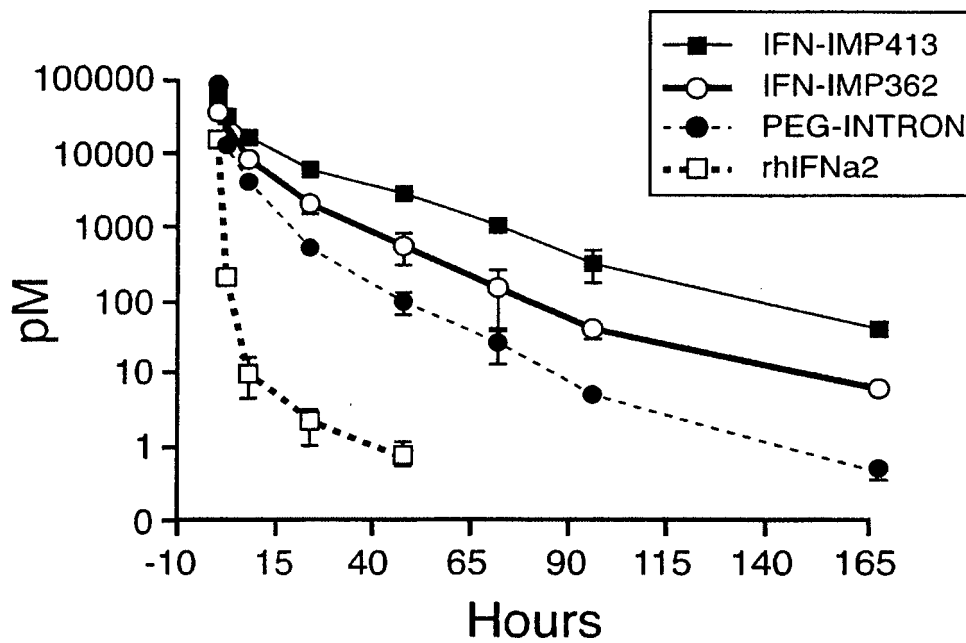 IFN-IMP413
IFN-IMP362
PEG-INTRON
rhIFNa2
100000
10000
1000
100
10
1
0
pM
-10 15 40 65 90 115 140 165
Hours